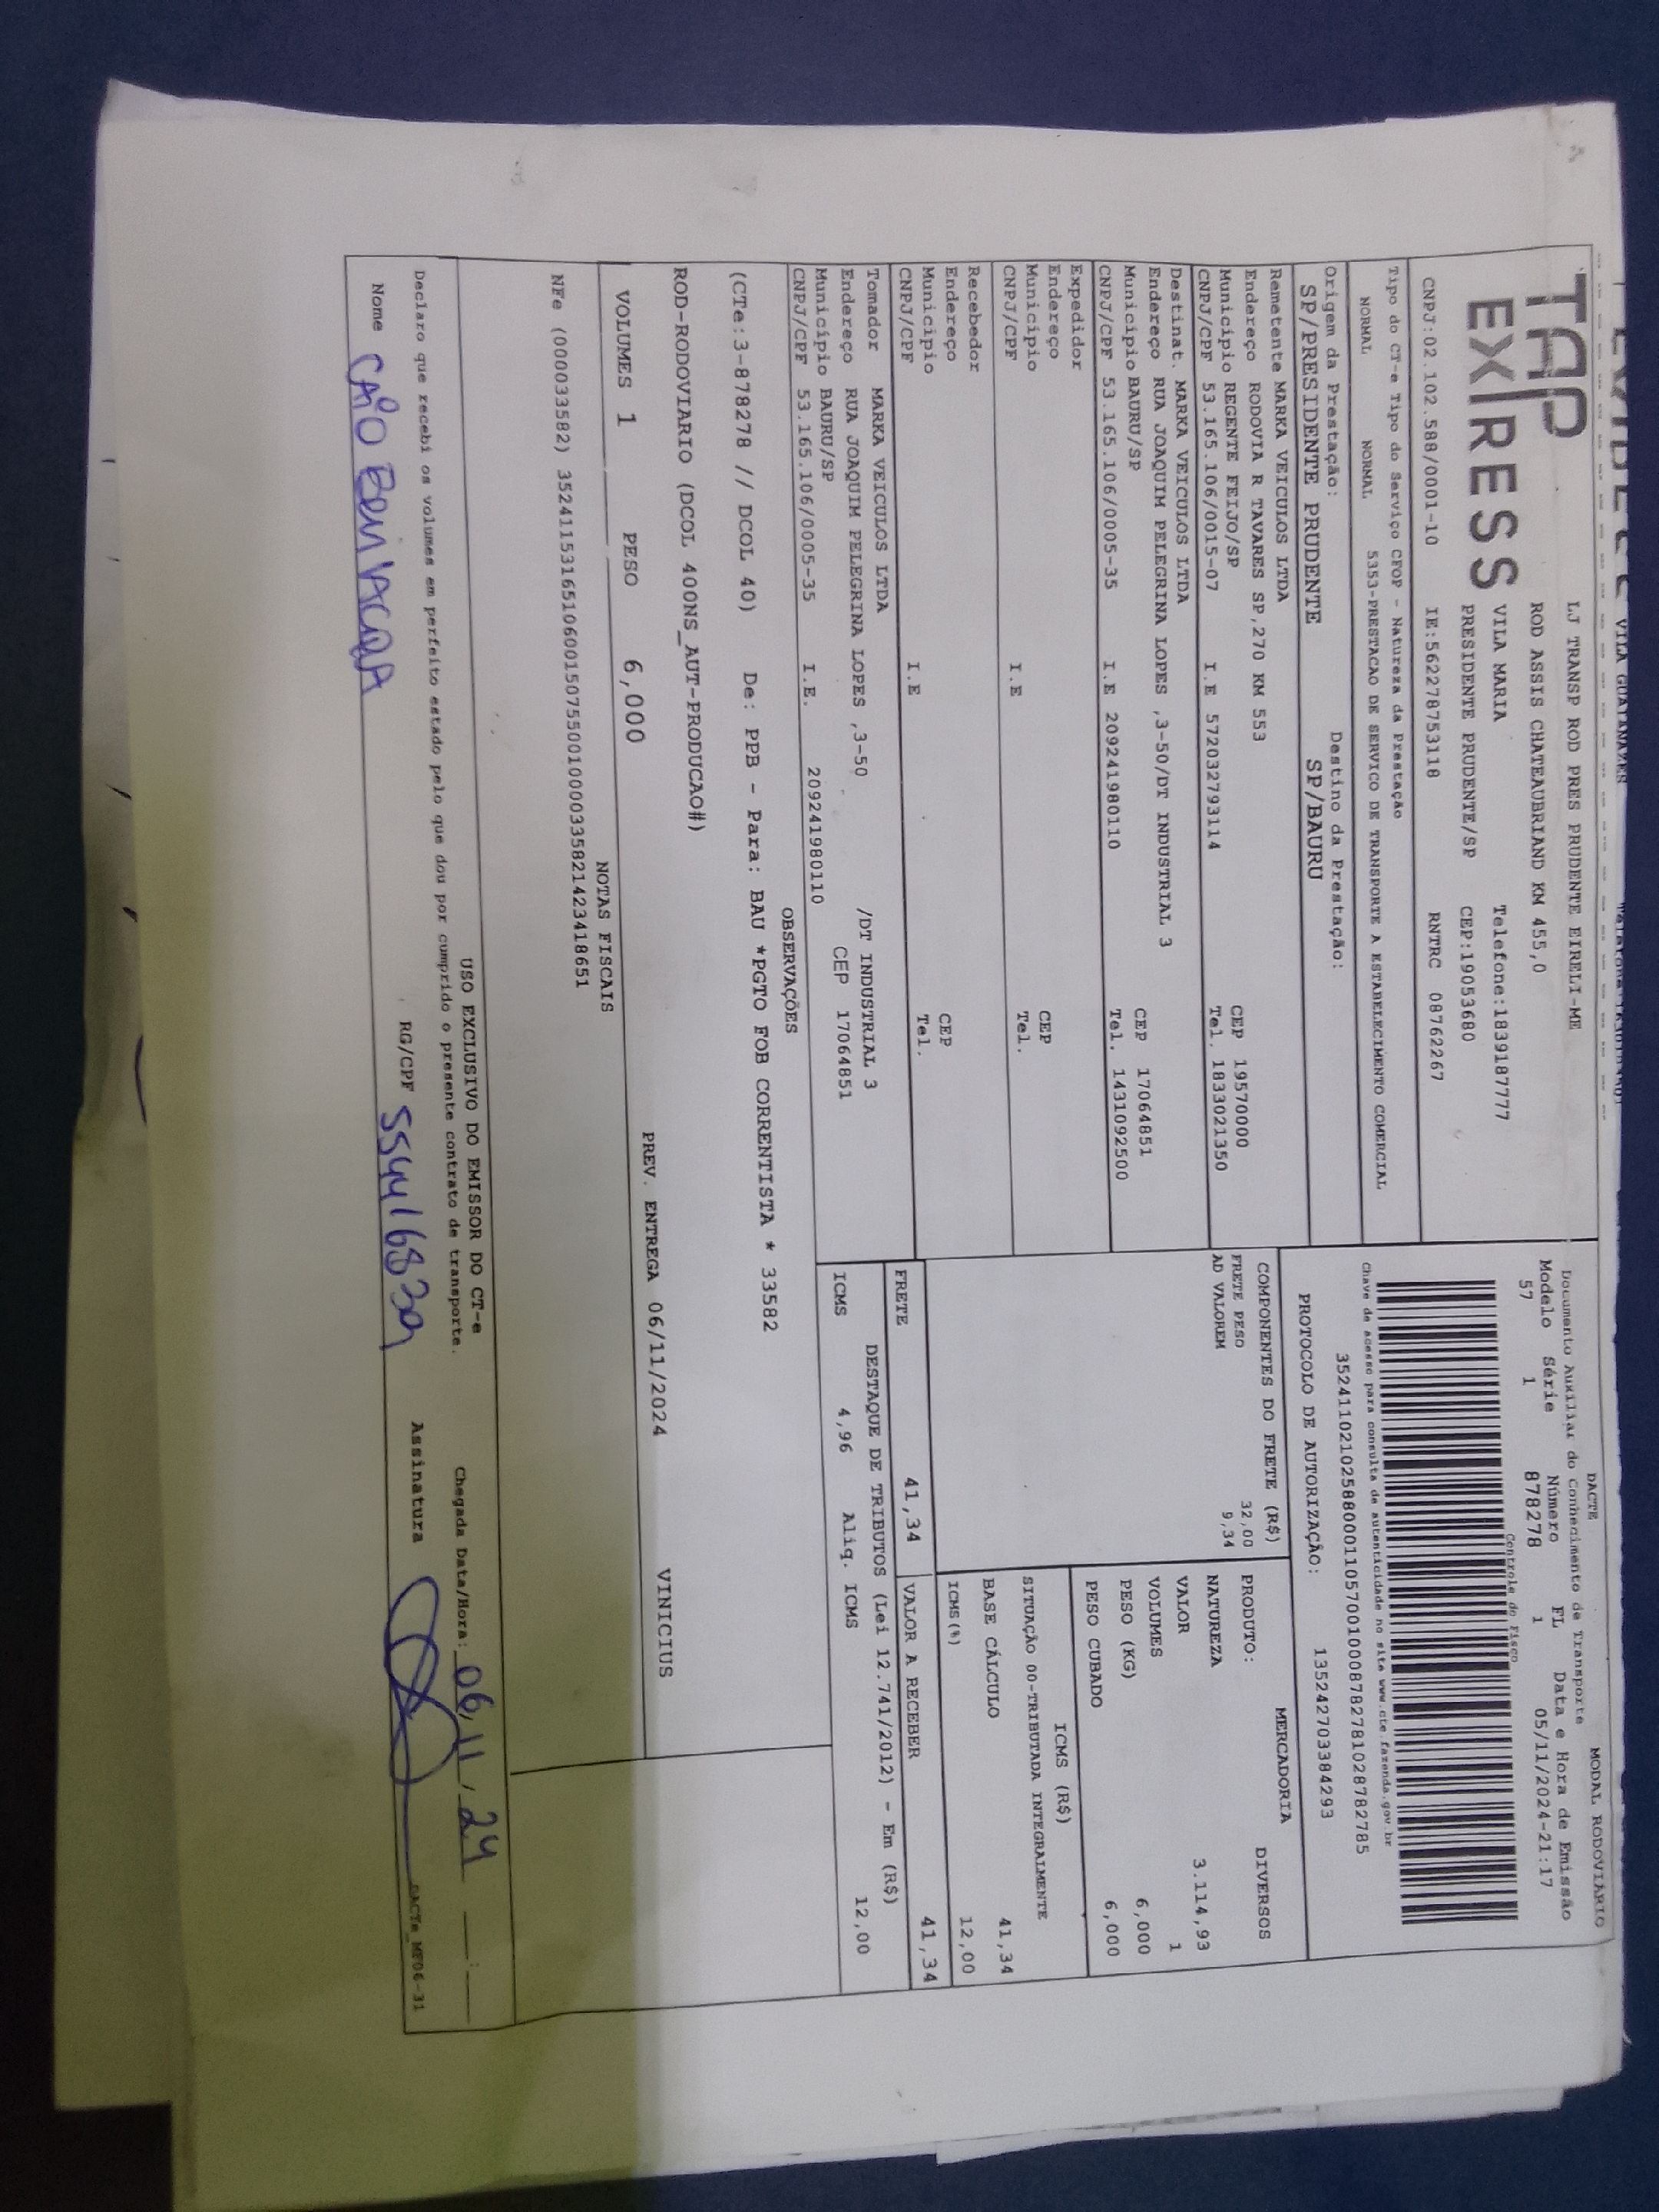 VILA GUAIANAZES
DACTE MODAL RODOVIÁRIO
Documento Auxiliar do Conhecimento de Transporte
Modelo Série Número FL Data e Hora de Emissão
57 1 878278 1 05/11/2024-21:17
Controle do Fisco
Chave de acesso para consulta de autenticidade no site www.cte.fazenda.gov.br
PROTOCOLO DE AUTORIZAÇÃO: 135242703384293
TAP EXPRESS
LJ TRANSP ROD PRES PRUDENTE EIRELI-ME
ROD ASSIS CHATEAUBRIAND KM 455,0
VILA MARIA Telefone:1839187777
PRESIDENTE PRUDENTE/SP CEP:19053680
CNPJ:02.102.588/0001-10 IE:562278753118 RNTRC 08762267
Tipo do CT-e Tipo do Serviço CFOP - Natureza da Prestação
NORMAL NORMAL 5353-PRESTACAO DE SERVICO DE TRANSPORTE A ESTABELECIMENTO COMERCIAL
Origem da Prestação: Destino da Prestação:
SP/PRESIDENTE PRUDENTE SP/BAURU
Remetente MARKA VEICULOS LTDA
Endereço RODOVIA R TAVARES SP,270 KM 553 CEP 19570000
Município REGENTE FEIJO/SP Tel. 1833021350
CNPJ/CPF 53.165.106/0015-07 I.E 572032793114
Destinat. MARKA VEICULOS LTDA
Endereço RUA JOAQUIM PELEGRINA LOPES ,3-50/DT INDUSTRIAL 3
Município BAURU/SP CEP 17064851
CNPJ/CPF 53.165.106/0005-35 I.E 209241980110 Tel. 1431092500
Expedidor
Endereço
Município CEP
CNPJ/CPF I.E Tel.
Recebedor
Endereço
Município CEP
CNPJ/CPF I.E Tel.
Tomador MARKA VEICULOS LTDA
Endereço RUA JOAQUIM PELEGRINA LOPES ,3-50 /DT INDUSTRIAL 3
Município BAURU/SP CEP 17064851
CNPJ/CPF 53.165.106/0005-35 I.E. 209241980110
COMPONENTES DO FRETE (R$)
FRETE PESO 32,00
AD VALOREM 9,34
MERCADORIA
PRODUTO: DIVERSOS
NATUREZA
VALOR 3.114,93
VOLUMES 1
PESO (KG) 6,000
PESO CUBADO 6,000
ICMS (R$)
SITUAÇÃO 00-TRIBUTADA INTEGRALMENTE
BASE CÁLCULO 41,34
ICMS(%) 12,00
FRETE 41,34 VALOR A RECEBER 41,34
DESTAQUE DE TRIBUTOS (Lei 12.741/2012) - Em (R$)
ICMS 4,96 Aliq. ICMS 12,00
OBSERVAÇÕES
(CTe:3-878278 // DCOL 40) De: PPB - Para: BAU *PGTO FOB CORRENTISTA * 33582
ROD-RODOVIARIO (DCOL 400NS_AUT-PRODUCAO#)
VOLUMES 1 PESO 6,000 PREV. ENTREGA 06/11/2024 VINICIUS
NOTAS FISCAIS
NFe (000033582) 35241153165106001507550010000335821423418651
USO EXCLUSIVO DO EMISSOR DO CT-e
Declaro que recebi os volumes em perfeito estado pelo que dou por cumprido o presente contrato de transporte. Chegada Data/Hora: 06/11/24
Nome CAIO BEVILACQUA RG/CPF Assinatura
DACTe_MF06-31